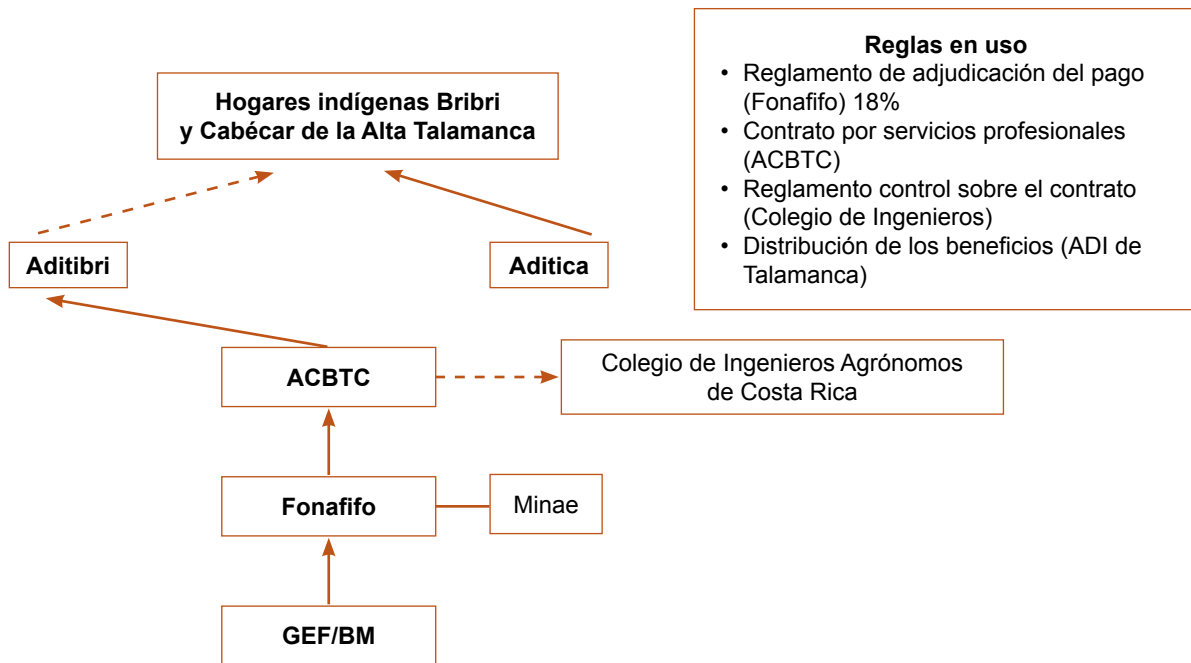 Hogares indígenas Bribri
y Cabécar de la Alta Talamanca
Aditibri
Aditica
ACBTC
Colegio de Ingenieros Agrónomos
de Costa Rica
Fonafifo
Minae
GEF/BM
Reglas en uso
• Reglamento de adjudicación del pago
(Fonafifo) 18%
• Contrato por servicios profesionales
(ACBTC)
• Reglamento control sobre el contrato
(Colegio de Ingenieros)
• Distribución de los beneficios (ADI de
Talamanca)